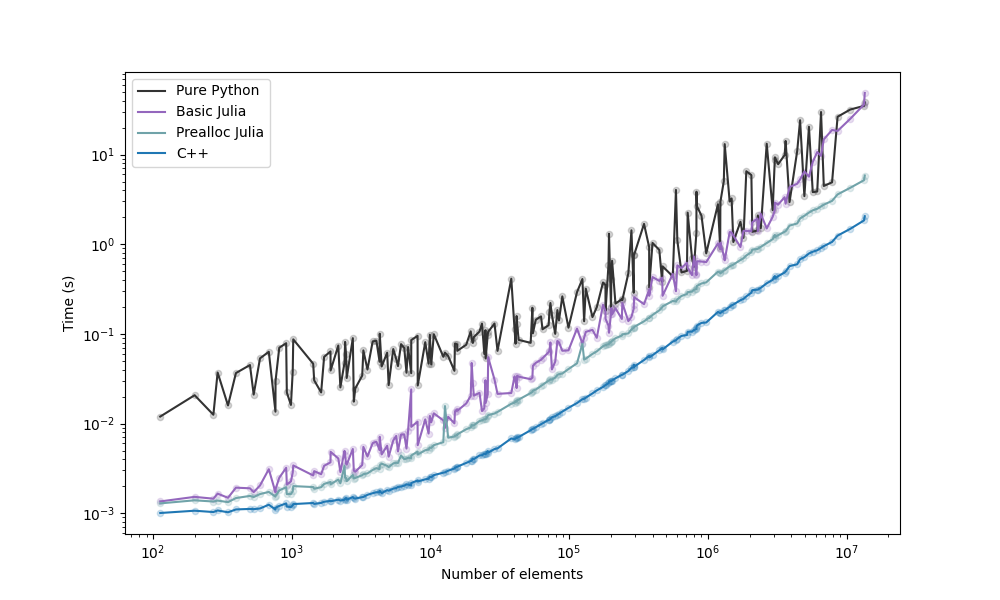 Pure Python
Basic Julia
Prealloc Julia
C++
Time (s)
10¹
10⁰
10⁻¹
10⁻²
10⁻³
10²
10³
10⁴
10⁵
10⁶
10⁷
Number of elements